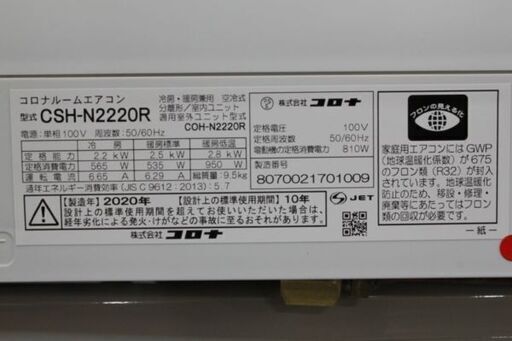 コロナルームエアコン
型式 CSH-N2220R
冷房・暖房兼用 空冷式
分離形／室内ユニット
適用室外ユニット型式
COH-N2220R
電源：単相100V 周波数：50/60Hz
冷房 暖房標準 暖房低温
定格能力 2.2 kW 2.5 kW 2.8 kW
定格消費電力 565 W 535 W 950 W
運転電流 6.65 A 6.29 A 総質量：9.5kg
通年エネルギー消費効率（JIS C 9612：2013）：5.7
株式会社 コロナ
定格電圧 100V
定格周波数 50/60Hz
電動機の定格消費電力 810W
製造番号
8070021701009
【製造年】2020年 【設計上の標準使用期間】10年
設計上の標準使用期間を超えてお使いいただいた場合は、
経年劣化による発火・けがなどの事故に至るおそれがあります。
株式会社 コロナ
JET
フロンの見える化
家庭用エアコンにはGWP
（地球温暖化係数）が675
のフロン類（R32）が封入
されています。地球温暖化
防止のため、移設・修理・
廃棄等にあたってはフロン
類の回収が必要です。
ー紙ー